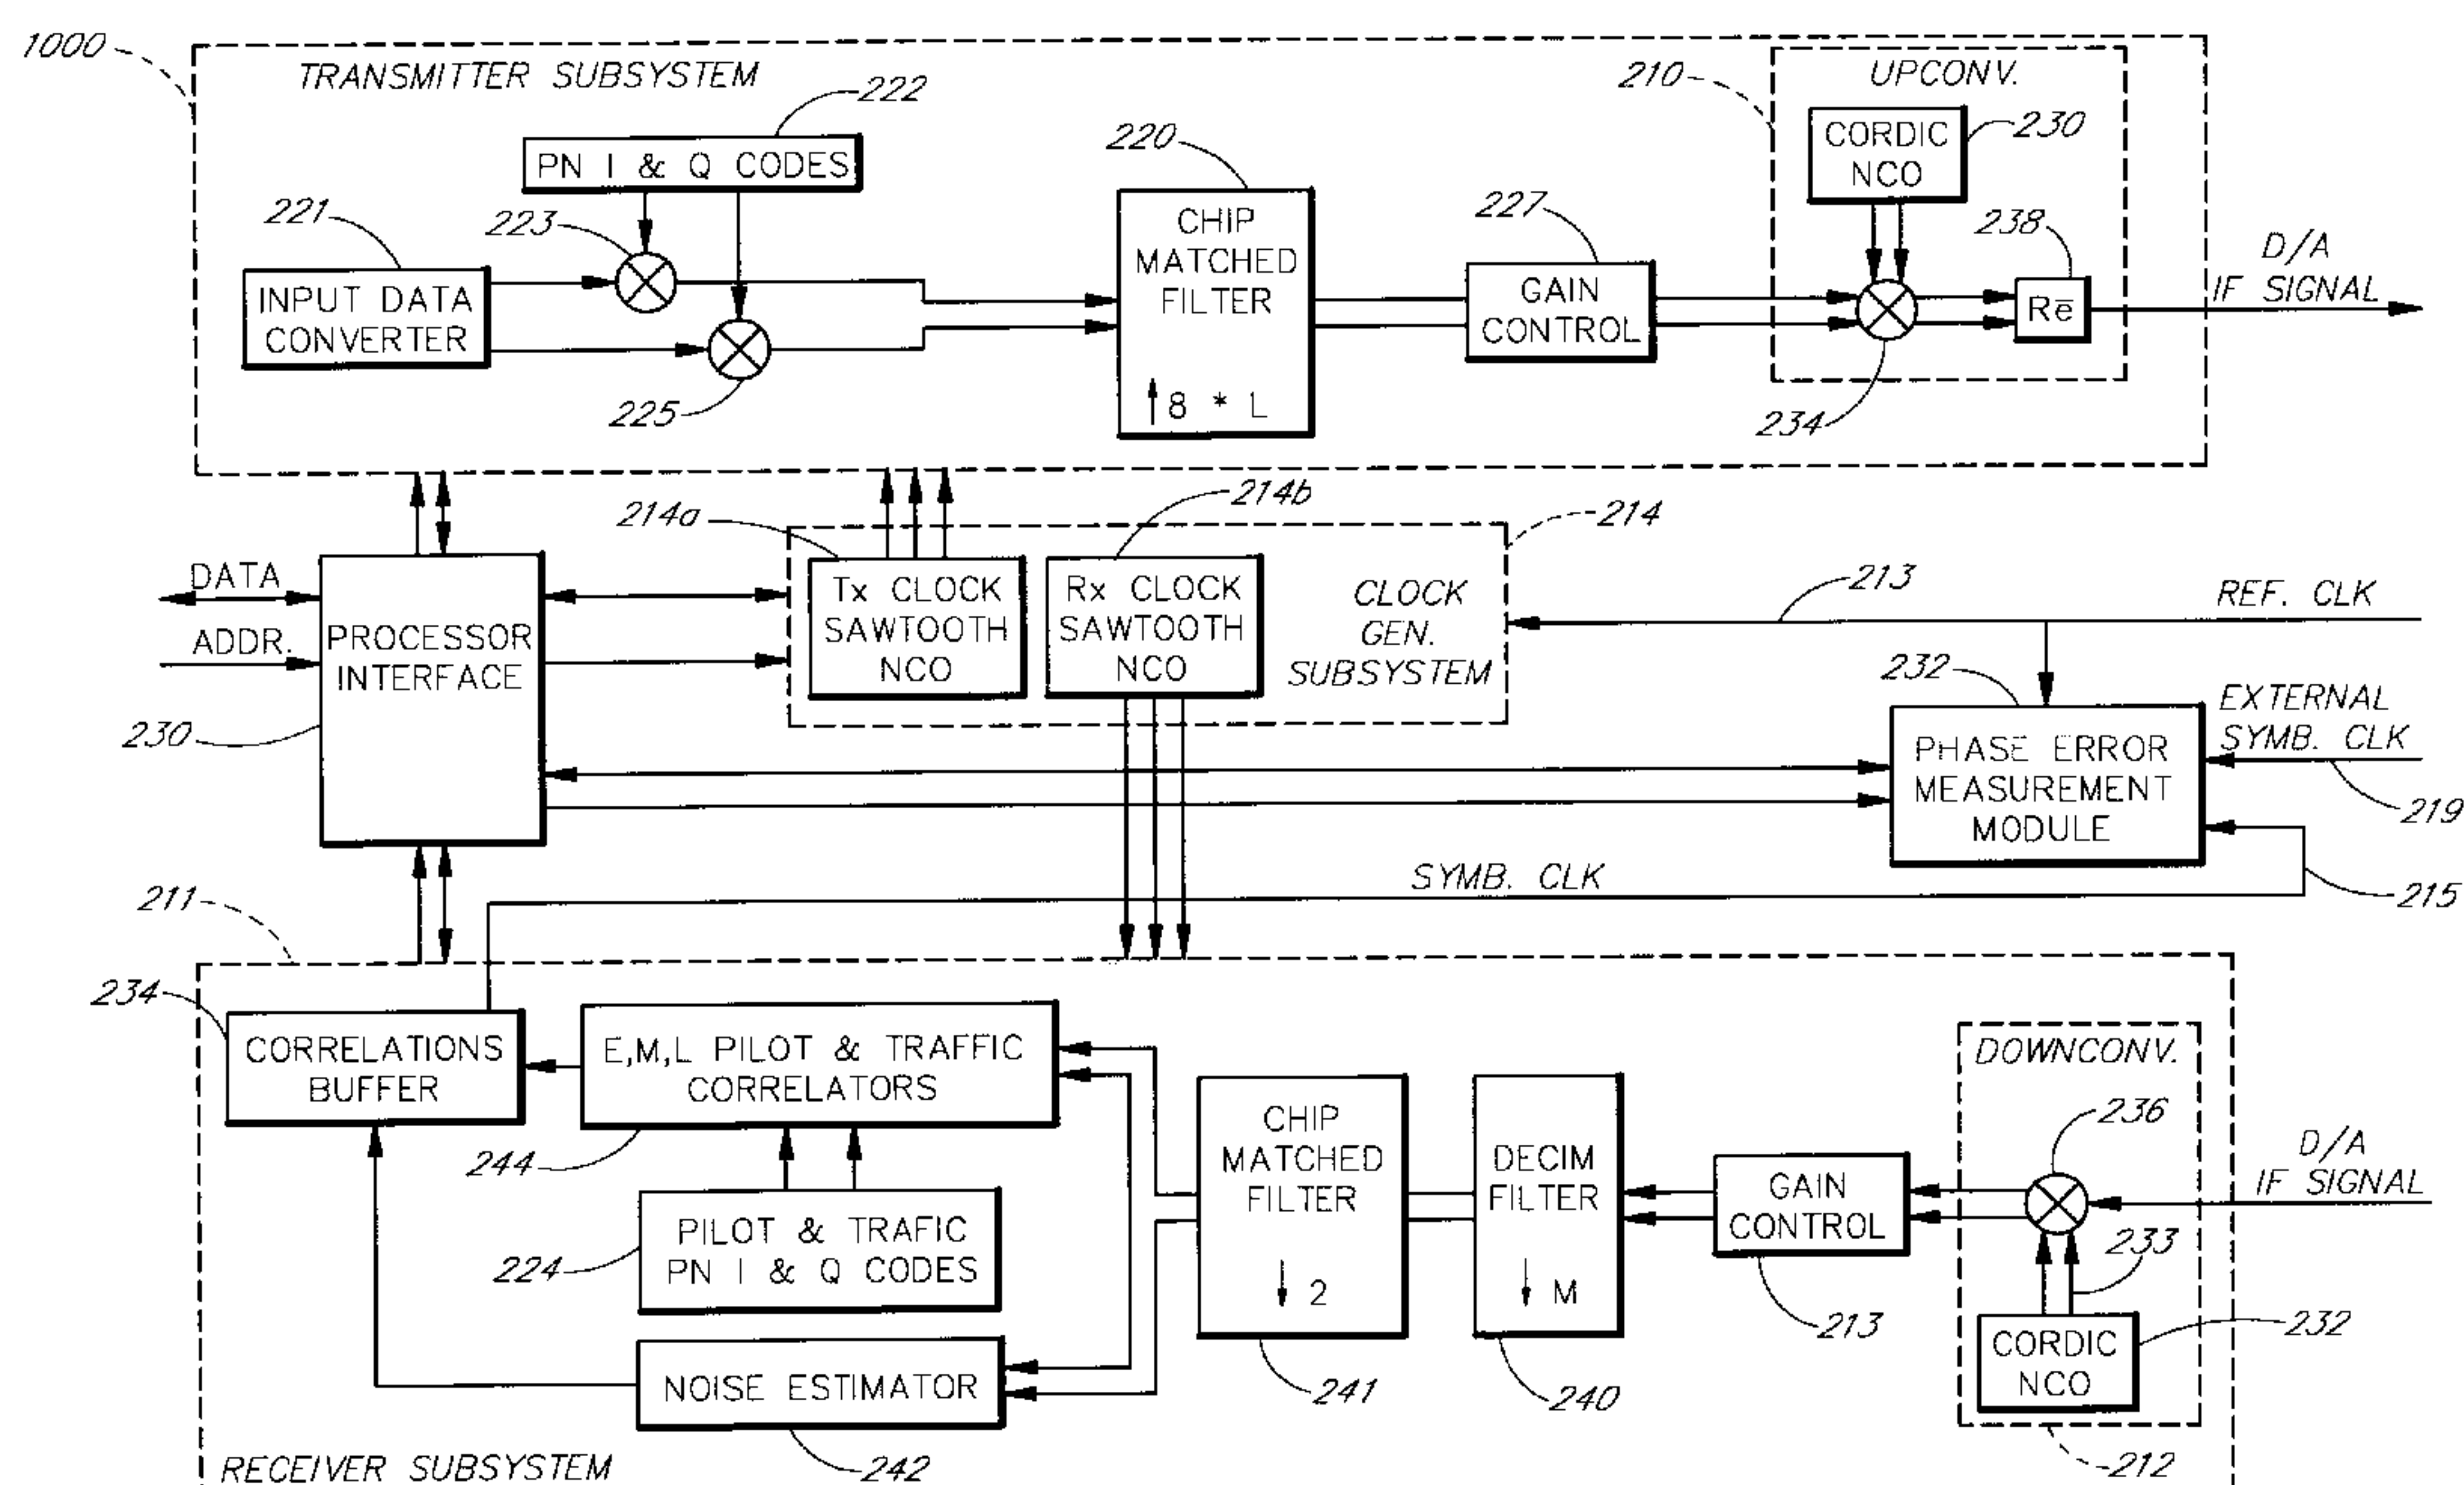 1000
TRANSMITTER SUBSYSTEM
222
PN I & Q CODES
221
223
INPUT DATA
CONVERTER
225
220
CHIP
MATCHED
FILTER
↑ 8 * L
227
GAIN
CONTROL
210
UPCONV.
CORDIC
NCO
230
238
Rē
234
D/A
IF SIGNAL
214a
214b
214
DATA
ADDR.
PROCESSOR
INTERFACE
230
Tx CLOCK
SAWTOOTH
NCO
Rx CLOCK
SAWTOOTH
NCO
CLOCK
GEN.
SUBSYSTEM
213
REF. CLK
232
EXTERNAL
SYMB. CLK
PHASE ERROR
MEASUREMENT
MODULE
219
SYMB. CLK
215
211
234
CORRELATIONS
BUFFER
E,M,L PILOT & TRAFFIC
CORRELATORS
244
PILOT & TRAFIC
PN I & Q CODES
224
NOISE ESTIMATOR
242
CHIP
MATCHED
FILTER
↓ 2
241
DECIM
FILTER
↓ M
240
GAIN
CONTROL
213
DOWNCONV.
236
D/A
IF SIGNAL
233
CORDIC
NCO
232
212
RECEIVER SUBSYSTEM